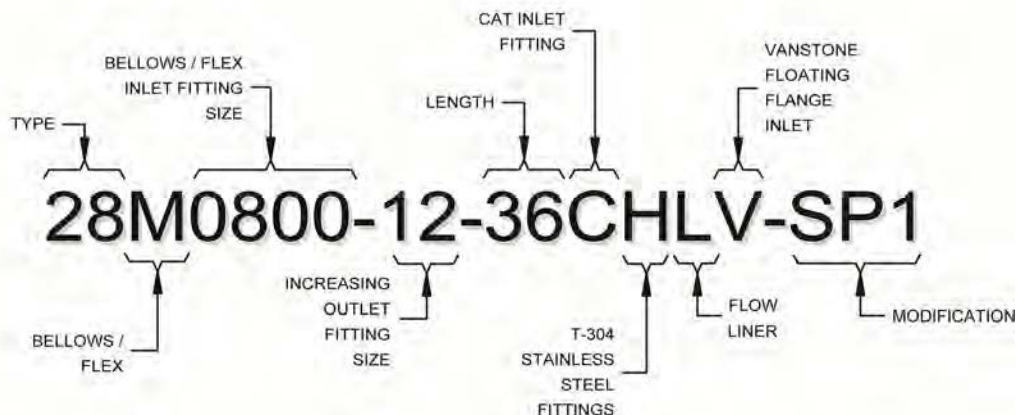 CAT INLET
FITTING
BELLOWS / FLEX
INLET FITTING
SIZE
VANSTONE
FLOATING
FLANGE
INLET
LENGTH
TYPE
28M0800-12-36CHLV-SP1
INCREASING
OUTLET
FITTING
SIZE
BELLOWS /
FLEX
T-304
STAINLESS
STEEL
FITTINGS
FLOW
LINER
MODIFICATION